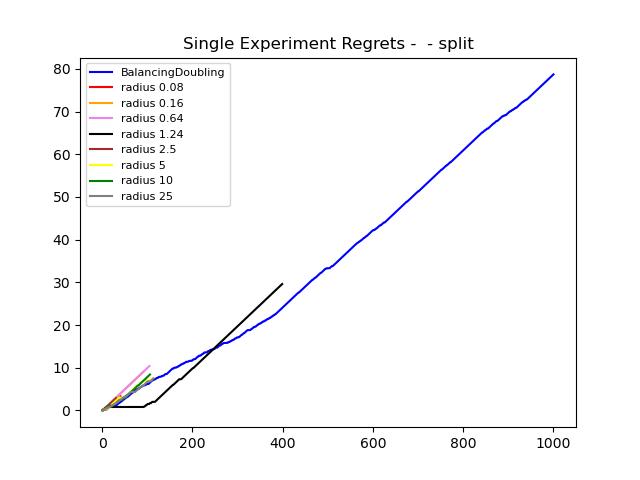 Single Experiment Regrets -  - split
80
70
60
50
40
30
20
10
0
BalancingDoubling
radius 0.08
radius 0.16
radius 0.64
radius 1.24
radius 2.5
radius 5
radius 10
radius 25
0 200 400 600 800 1000